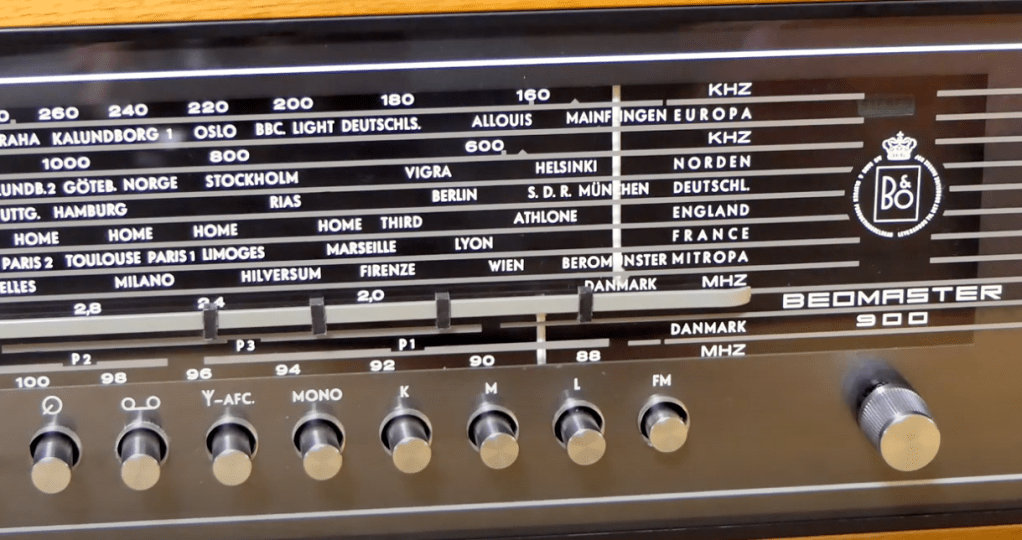 260 240 220 200 180 160 KHZ
RAHA KALUNDBORG 1 OSLO BBC. LIGHT DEUTSCHLS. ALLOUIS EUROPA
1000 800 600 KHZ
UNDB.2 GÖTEB. NORGE STOCKHOLM VIGRA HELSINKI NORDEN
UTTG. HAMBURG RIAS BERLIN S.D.R. MÜNCHEN DEUTSCHL.
HOME HOME HOME HOME THIRD ATHLONE ENGLAND
PARIS 2 TOULOUSE PARIS 1 LIMOGES MARSEILLE LYON FRANCE
ELLES MILANO HILVERSUM FIRENZE WIEN BEROMÜNSTER MITROPA
2,8 2,4 2,0 DANMARK MHZ
B&O
BEOMASTER
900
P2 P3 P1 DANMARK
100 98 96 94 92 90 88 MHZ
-AFC. MONO K M L FM